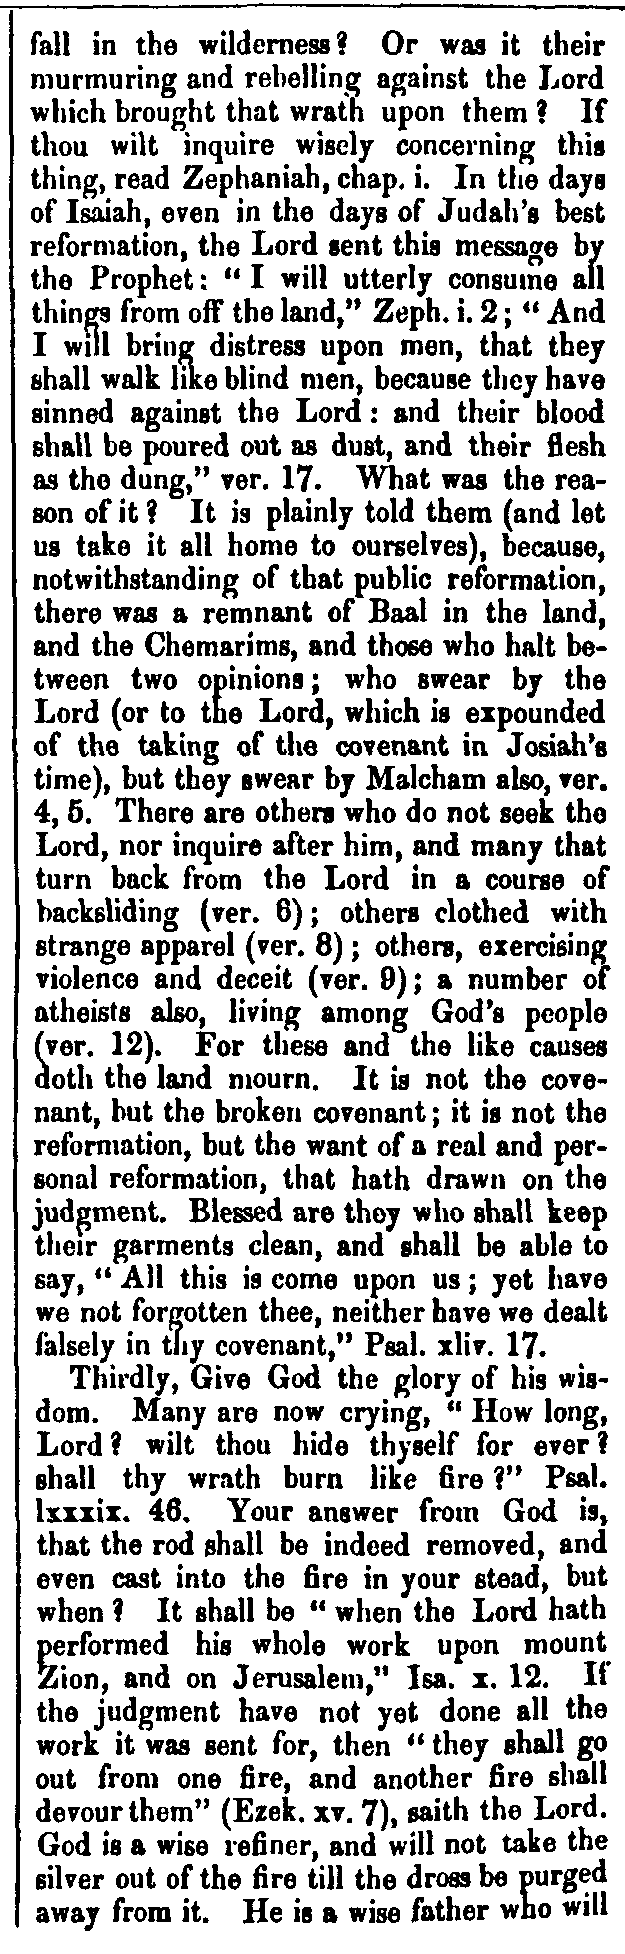 fall in the wilderness? Or was it their
murmuring and rebelling against the Lord
which brought that wrath upon them? If
thou wilt inquire wisely concerning this
thing, read Zephaniah, chap. i. In the days
of Isaiah, even in the days of Judah's best
reformation, the Lord sent this message by
the Prophet: "I will utterly consume all
things from off the land," Zeph. i. 2; "And
I will bring distress upon men, that they
shall walk like blind men, because they have
sinned against the Lord: and their blood
shall be poured out as dust, and their flesh
as the dung," ver. 17. What was the rea-
son of it? It is plainly told them (and let
us take it all home to ourselves), because,
notwithstanding of that public reformation,
there was a remnant of Baal in the land,
and the Chemarims, and those who halt be-
tween two opinions; who swear by the
Lord (or to the Lord, which is expounded
of the taking of the covenant in Josiah's
time), but they swear by Malcham also, ver.
4, 5. There are others who do not seek the
Lord, nor inquire after him, and many that
turn back from the Lord in a course of
backsliding (ver. 6); others clothed with
strange apparel (ver. 8); others, exercising
violence and deceit (ver. 9); a number of
atheists also, living among God's people
(ver. 12). For these and the like causes
doth the land mourn. It is not the cove-
nant, but the broken covenant; it is not the
reformation, but the want of a real and per-
sonal reformation, that hath drawn on the
judgment. Blessed are they who shall keep
their garments clean, and shall be able to
say, "All this is come upon us; yet have
we not forgotten thee, neither have we dealt
falsely in thy covenant," Psal. xliv. 17.
Thirdly, Give God the glory of his wis-
dom. Many are now crying, "How long,
Lord? wilt thou hide thyself for ever?
shall thy wrath burn like fire?" Psal.
lxxxix. 46. Your answer from God is,
that the rod shall be indeed removed, and
even cast into the fire in your stead, but
when? It shall be "when the Lord hath
performed his whole work upon mount
Zion, and on Jerusalem," Isa. x. 12. If
the judgment have not yet done all the
work it was sent for, then "they shall go
out from one fire, and another fire shall
devour them" (Ezek. xv. 7), saith the Lord.
God is a wise refiner, and will not take the
silver out of the fire till the dross be purged
away from it. He is a wise father who will